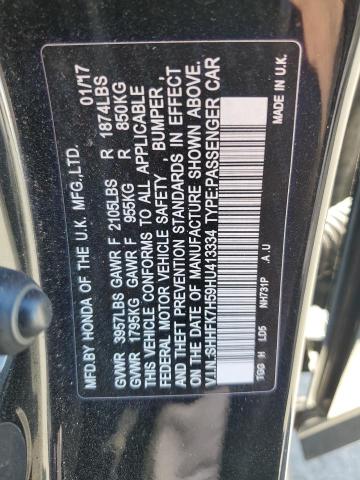 MFD.BY HONDA OF THE U.K. MFG.,LTD. 01/17
GVWR 3957LBS GAWR F 2105LBS R 1874LBS
GVWR 1795KG GAWR F 955KG R 850KG
THIS VEHICLE CONFORMS TO ALL APPLICABLE
FEDERAL MOTOR VEHICLE SAFETY, BUMPER,
AND THEFT PREVENTION STANDARDS IN EFFECT
ON THE DATE OF MANUFACTURE SHOWN ABOVE.
V.I.N:SHHFK7H59HU413334 TYPE:PASSENGER CAR
TGG H LD5 NH731P .A.U MADE IN U.K.